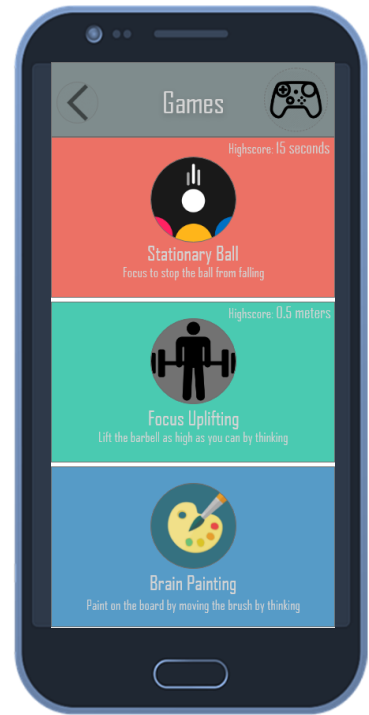 Games
Highscore: 15 seconds
Stationary Ball
Focus to stop the ball from falling
Highscore: 0.5 meters
Focus Uplifting
Lift the barbell as high as you can by thinking
Brain Painting
Paint on the board by moving the brush by thinking